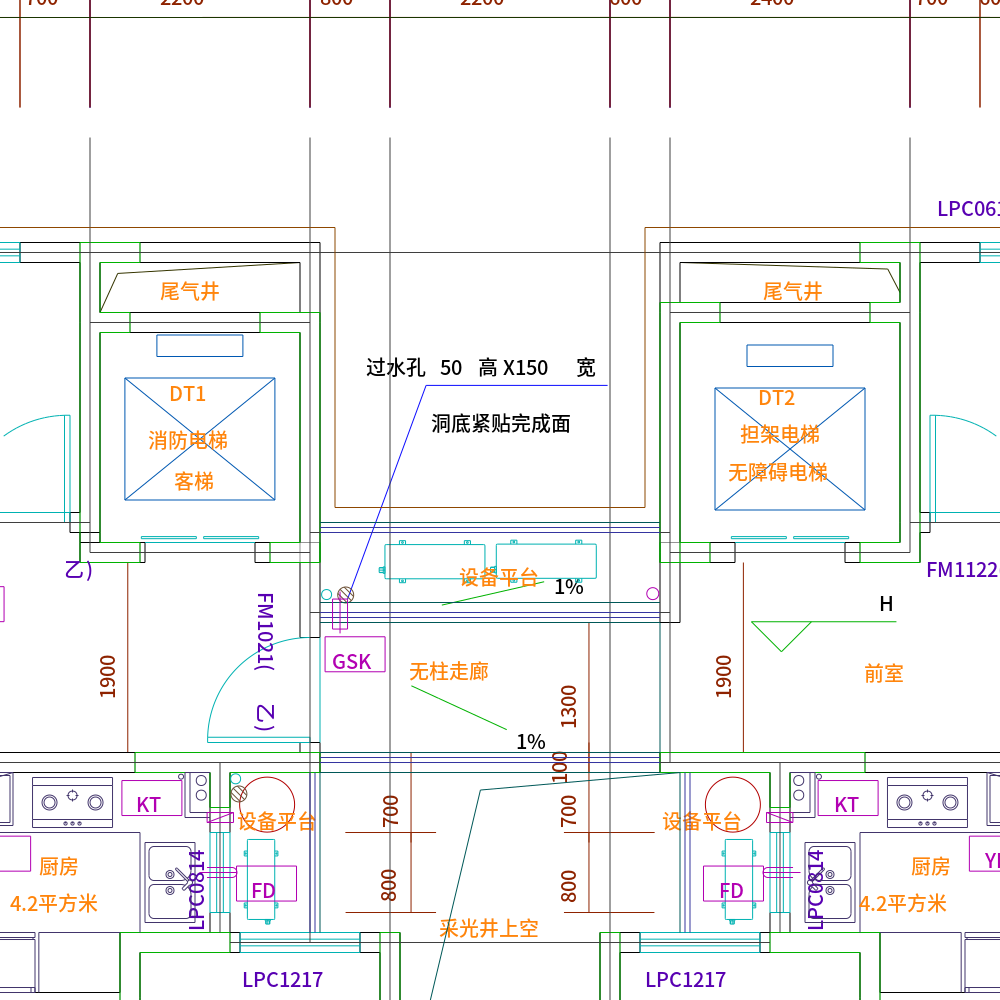 700 2200 800 2200 800 2400 700
LPC061
尾气井
尾气井
过水孔 50 高 X150 宽
洞底紧贴完成面
DT1
消防电梯
客梯
DT2
担架电梯
无障碍电梯
乙)
设备平台
1%
FM1122
FM1021( 乙)
H
GSK
无柱走廊
前室
1900
1900
1300
1%
100
KT
KT
700
700
设备平台
设备平台
厨房
4.2平方米
厨房
4.2平方米
LPC0814
LPC0814
FD
FD
800
800
采光井上空
LPC1217
LPC1217